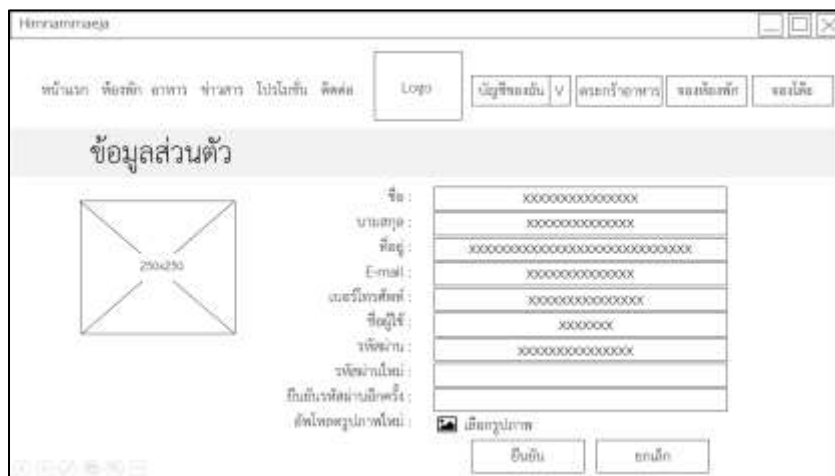 Himnammaeja
หน้าแรก ห้องพัก อาหาร ข่าวสาร โปรโมชั่น ติดต่อ Logo บัญชีของฉัน V ตระกร้าอาหาร จองห้องพัก จองโต๊ะ
ข้อมูลส่วนตัว
250x250
ชื่อ : XXXXXXXXXXXXXXX
นามสกุล : XXXXXXXXXXXXXX
ที่อยู่ : XXXXXXXXXXXXXXXXXXXXXXXXXXXXX
E-mail : XXXXXXXXXXXXXX
เบอร์โทรศัพท์ : XXXXXXXXXXXXXXX
ชื่อผู้ใช้ : XXXXXXX
รหัสผ่าน : XXXXXXXXXXXXXXX
รหัสผ่านใหม่ :
ยืนยันรหัสผ่านอีกครั้ง :
อัพโหลดรูปภาพใหม่ : เลือกรูปภาพ
ยืนยัน ยกเลิก